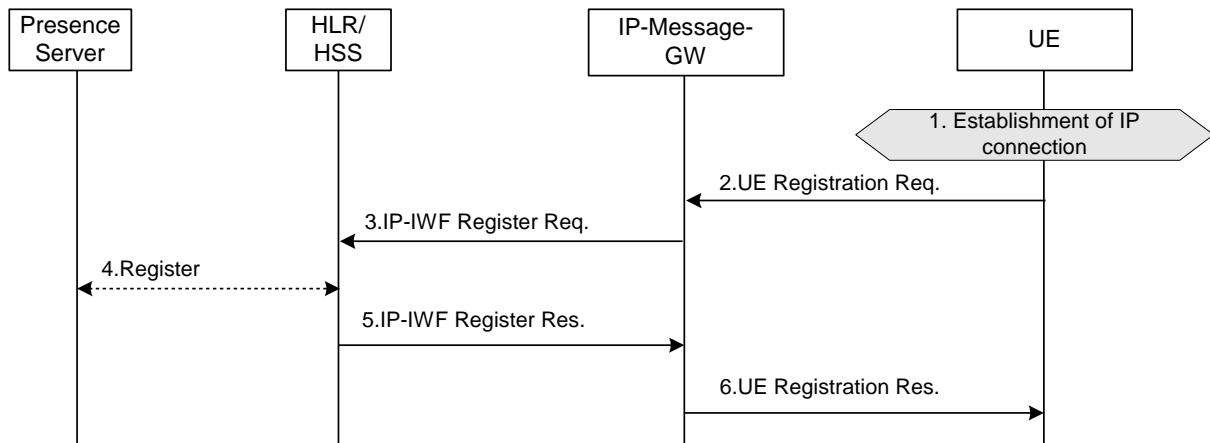 Presence
Server
HLR/
HSS
IP-Message-
GW
UE
1. Establishment of IP
connection
2.UE Registration Req.
3.IP-IWF Register Req.
4.Register
5.IP-IWF Register Res.
6.UE Registration Res.